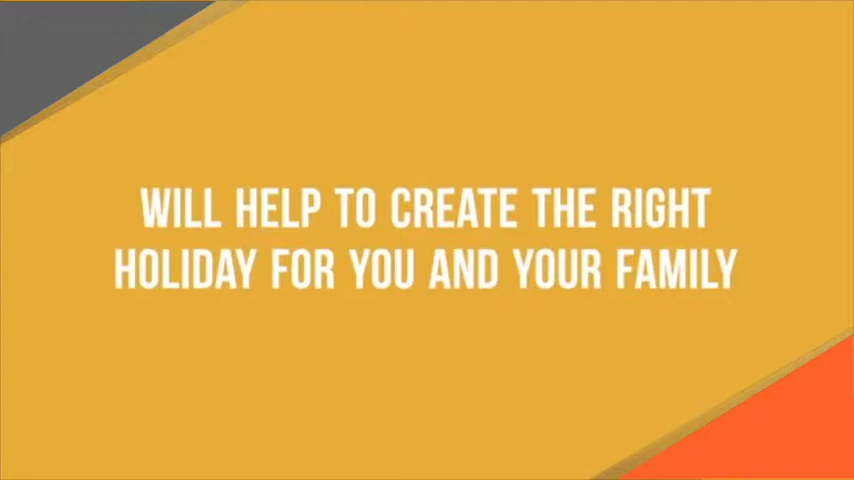 WILL HELP TO CREATE THE RIGHT
HOLIDAY FOR YOU AND YOUR FAMILY